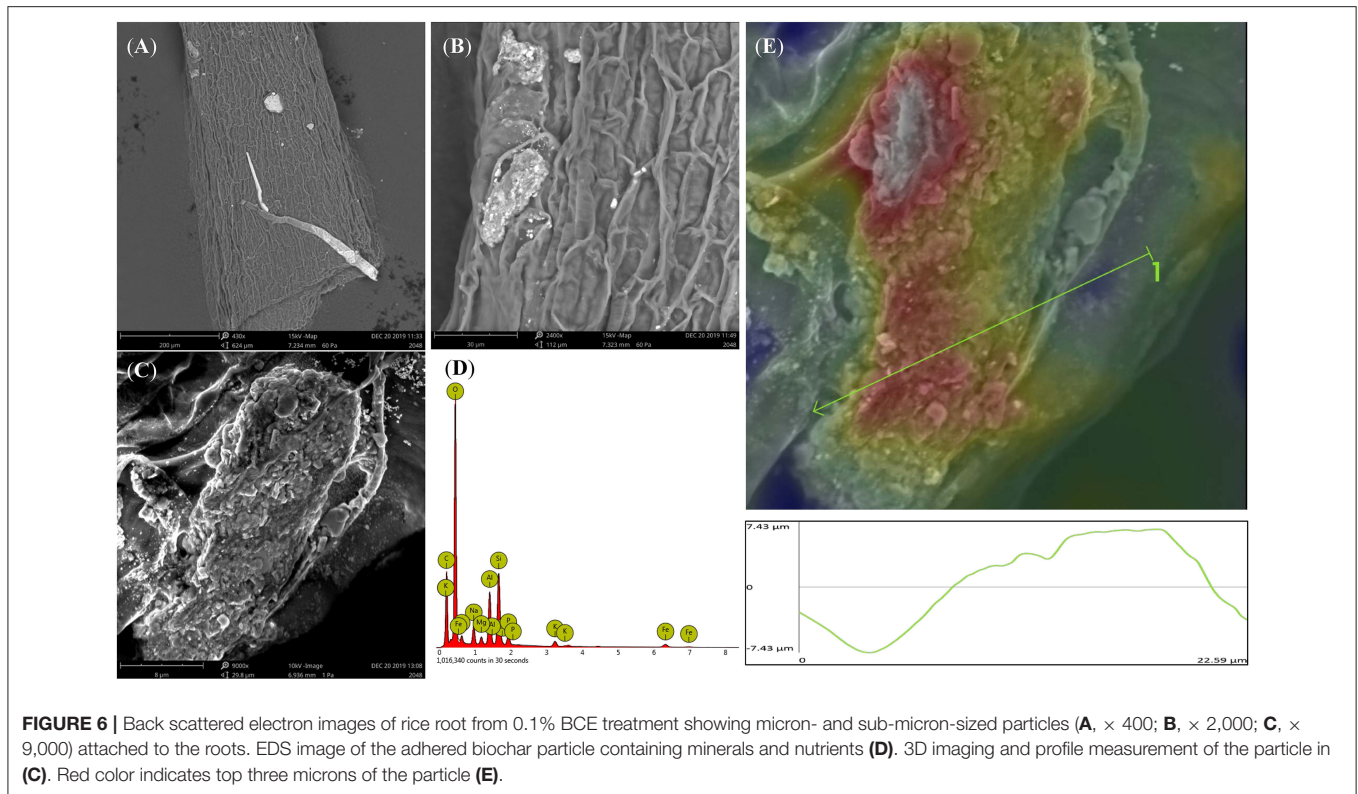 (A)
200 µm
430x
624 µm
15kV -Map
7.234 mm 60 Pa
DEC 20 2019 11:33
2048
(B)
30 µm
2400x
112 µm
15kV -Map
7.323 mm 60 Pa
DEC 20 2019 11:49
2048
(C)
8 µm
9000x
29.8 µm
10kV -Image
6.936 mm 1 Pa
DEC 20 2019 13:08
2048
(D)
O
C
K
Si
Al
Na
Fe
Mg
Al
P
P
K
K
Fe
Fe
0 1 2 3 4 5 6 7 8
1,016,340 counts in 30 seconds
(E)
1
7.43 µm
0
-7.43 µm
0
22.59 µm
FIGURE 6 | Back scattered electron images of rice root from 0.1% BCE treatment showing micron- and sub-micron-sized particles (A, × 400; B, × 2,000; C, ×
9,000) attached to the roots. EDS image of the adhered biochar particle containing minerals and nutrients (D). 3D imaging and profile measurement of the particle in
(C). Red color indicates top three microns of the particle (E).